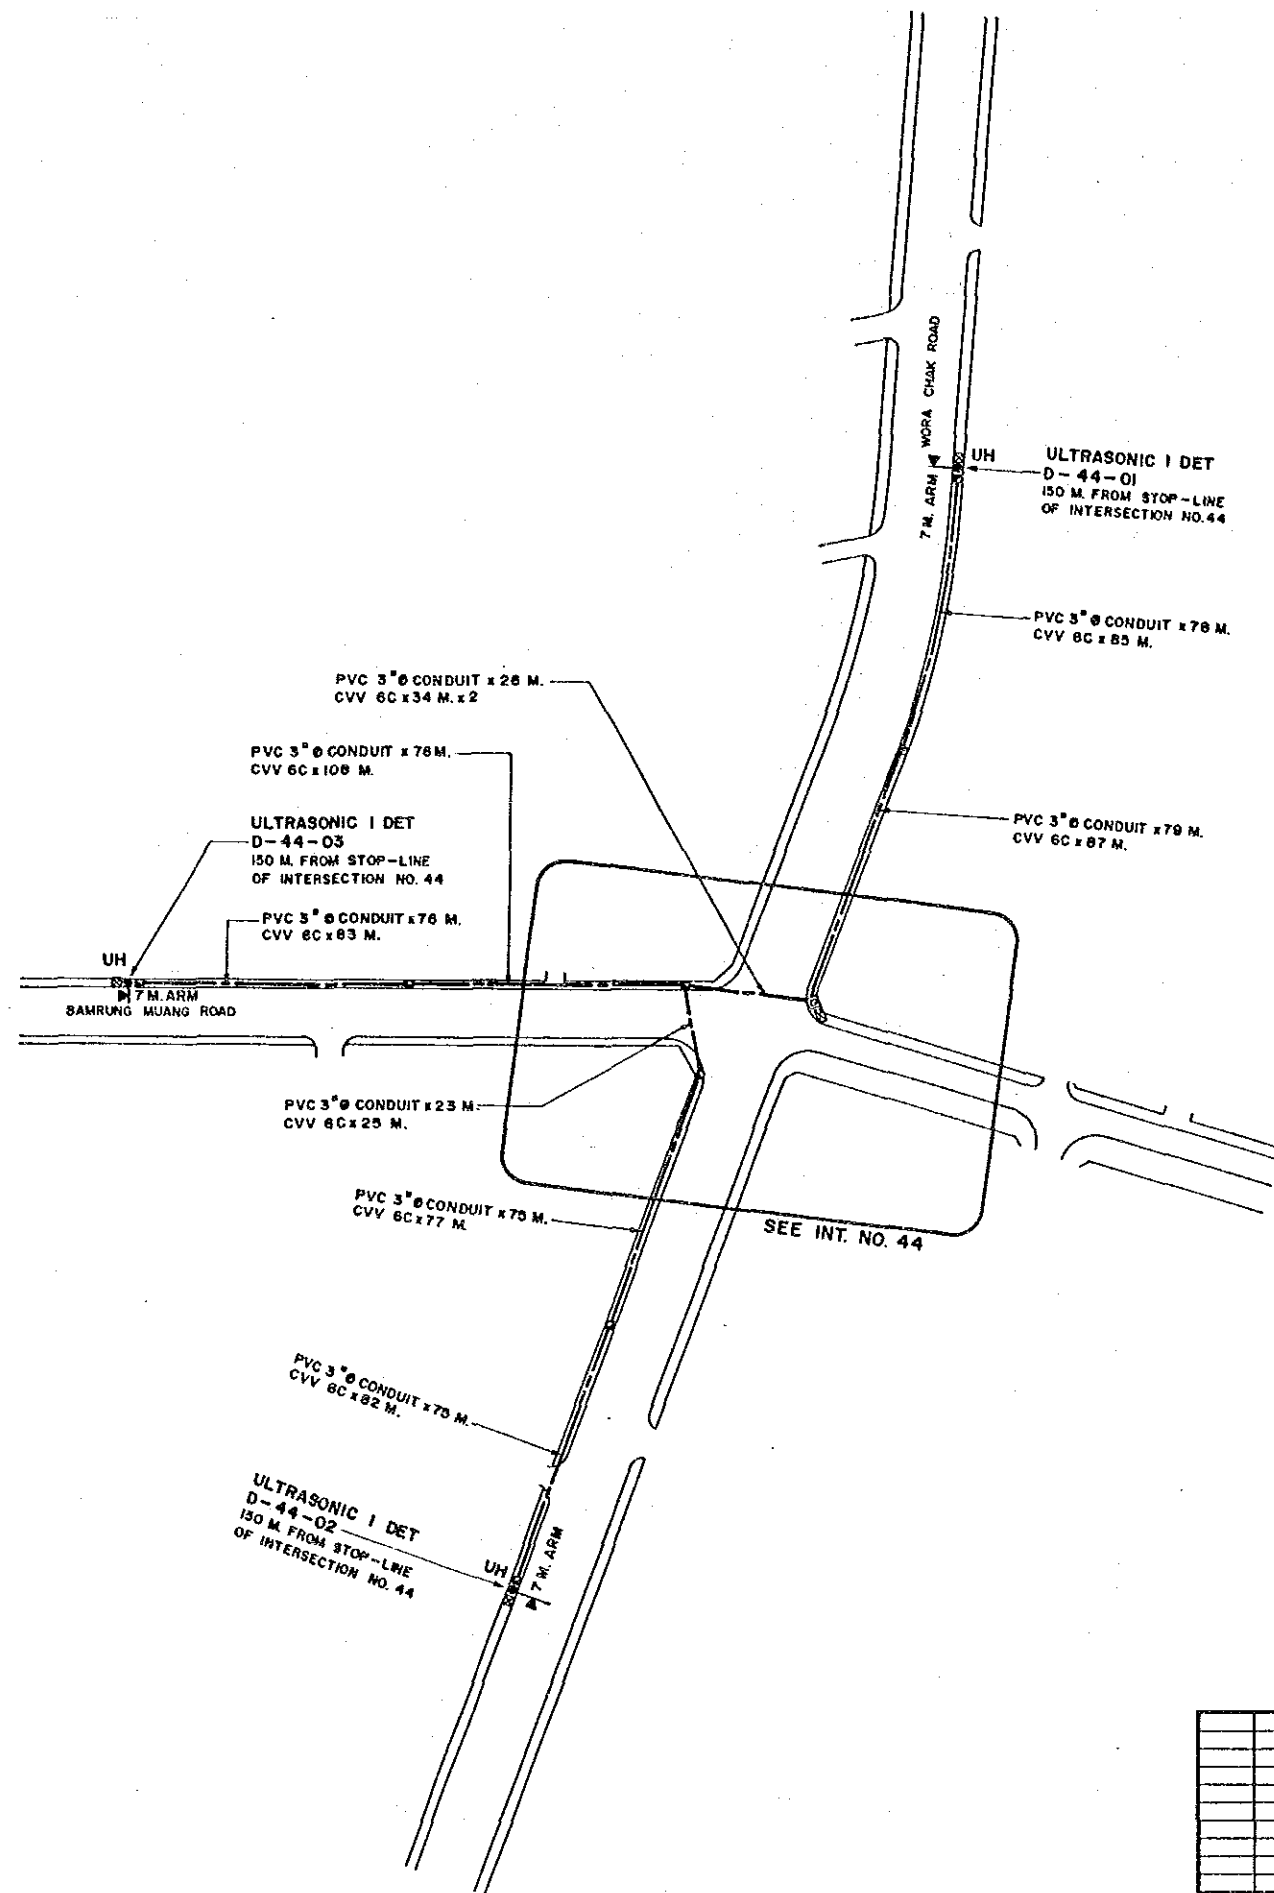 WORA CHAK ROAD
7 M. ARM
UH
ULTRASONIC 1 DET
D-44-01
150 M. FROM STOP-LINE
OF INTERSECTION NO.44
PVC 3"Ø CONDUIT x 78 M.
CVV 6C x 85 M.
PVC 3"Ø CONDUIT x 26 M.
CVV 6C x 34 M. x 2
PVC 3"Ø CONDUIT x 76 M.
CVV 6C x 108 M.
PVC 3"Ø CONDUIT x 79 M.
CVV 6C x 87 M.
ULTRASONIC 1 DET
D-44-03
150 M. FROM STOP-LINE
OF INTERSECTION NO. 44
PVC 3"Ø CONDUIT x 76 M.
CVV 6C x 83 M.
UH
7 M. ARM
BAMRUNG MUANG ROAD
PVC 3"Ø CONDUIT x 23 M.
CVV 6C x 25 M.
PVC 3"Ø CONDUIT x 75 M.
CVV 6C x 77 M.
SEE INT. NO. 44
PVC 3"Ø CONDUIT x 75 M.
CVV 6C x 82 M.
ULTRASONIC 1 DET
D-44-02
150 M. FROM STOP-LINE
OF INTERSECTION NO. 44
UH
7 M. ARM